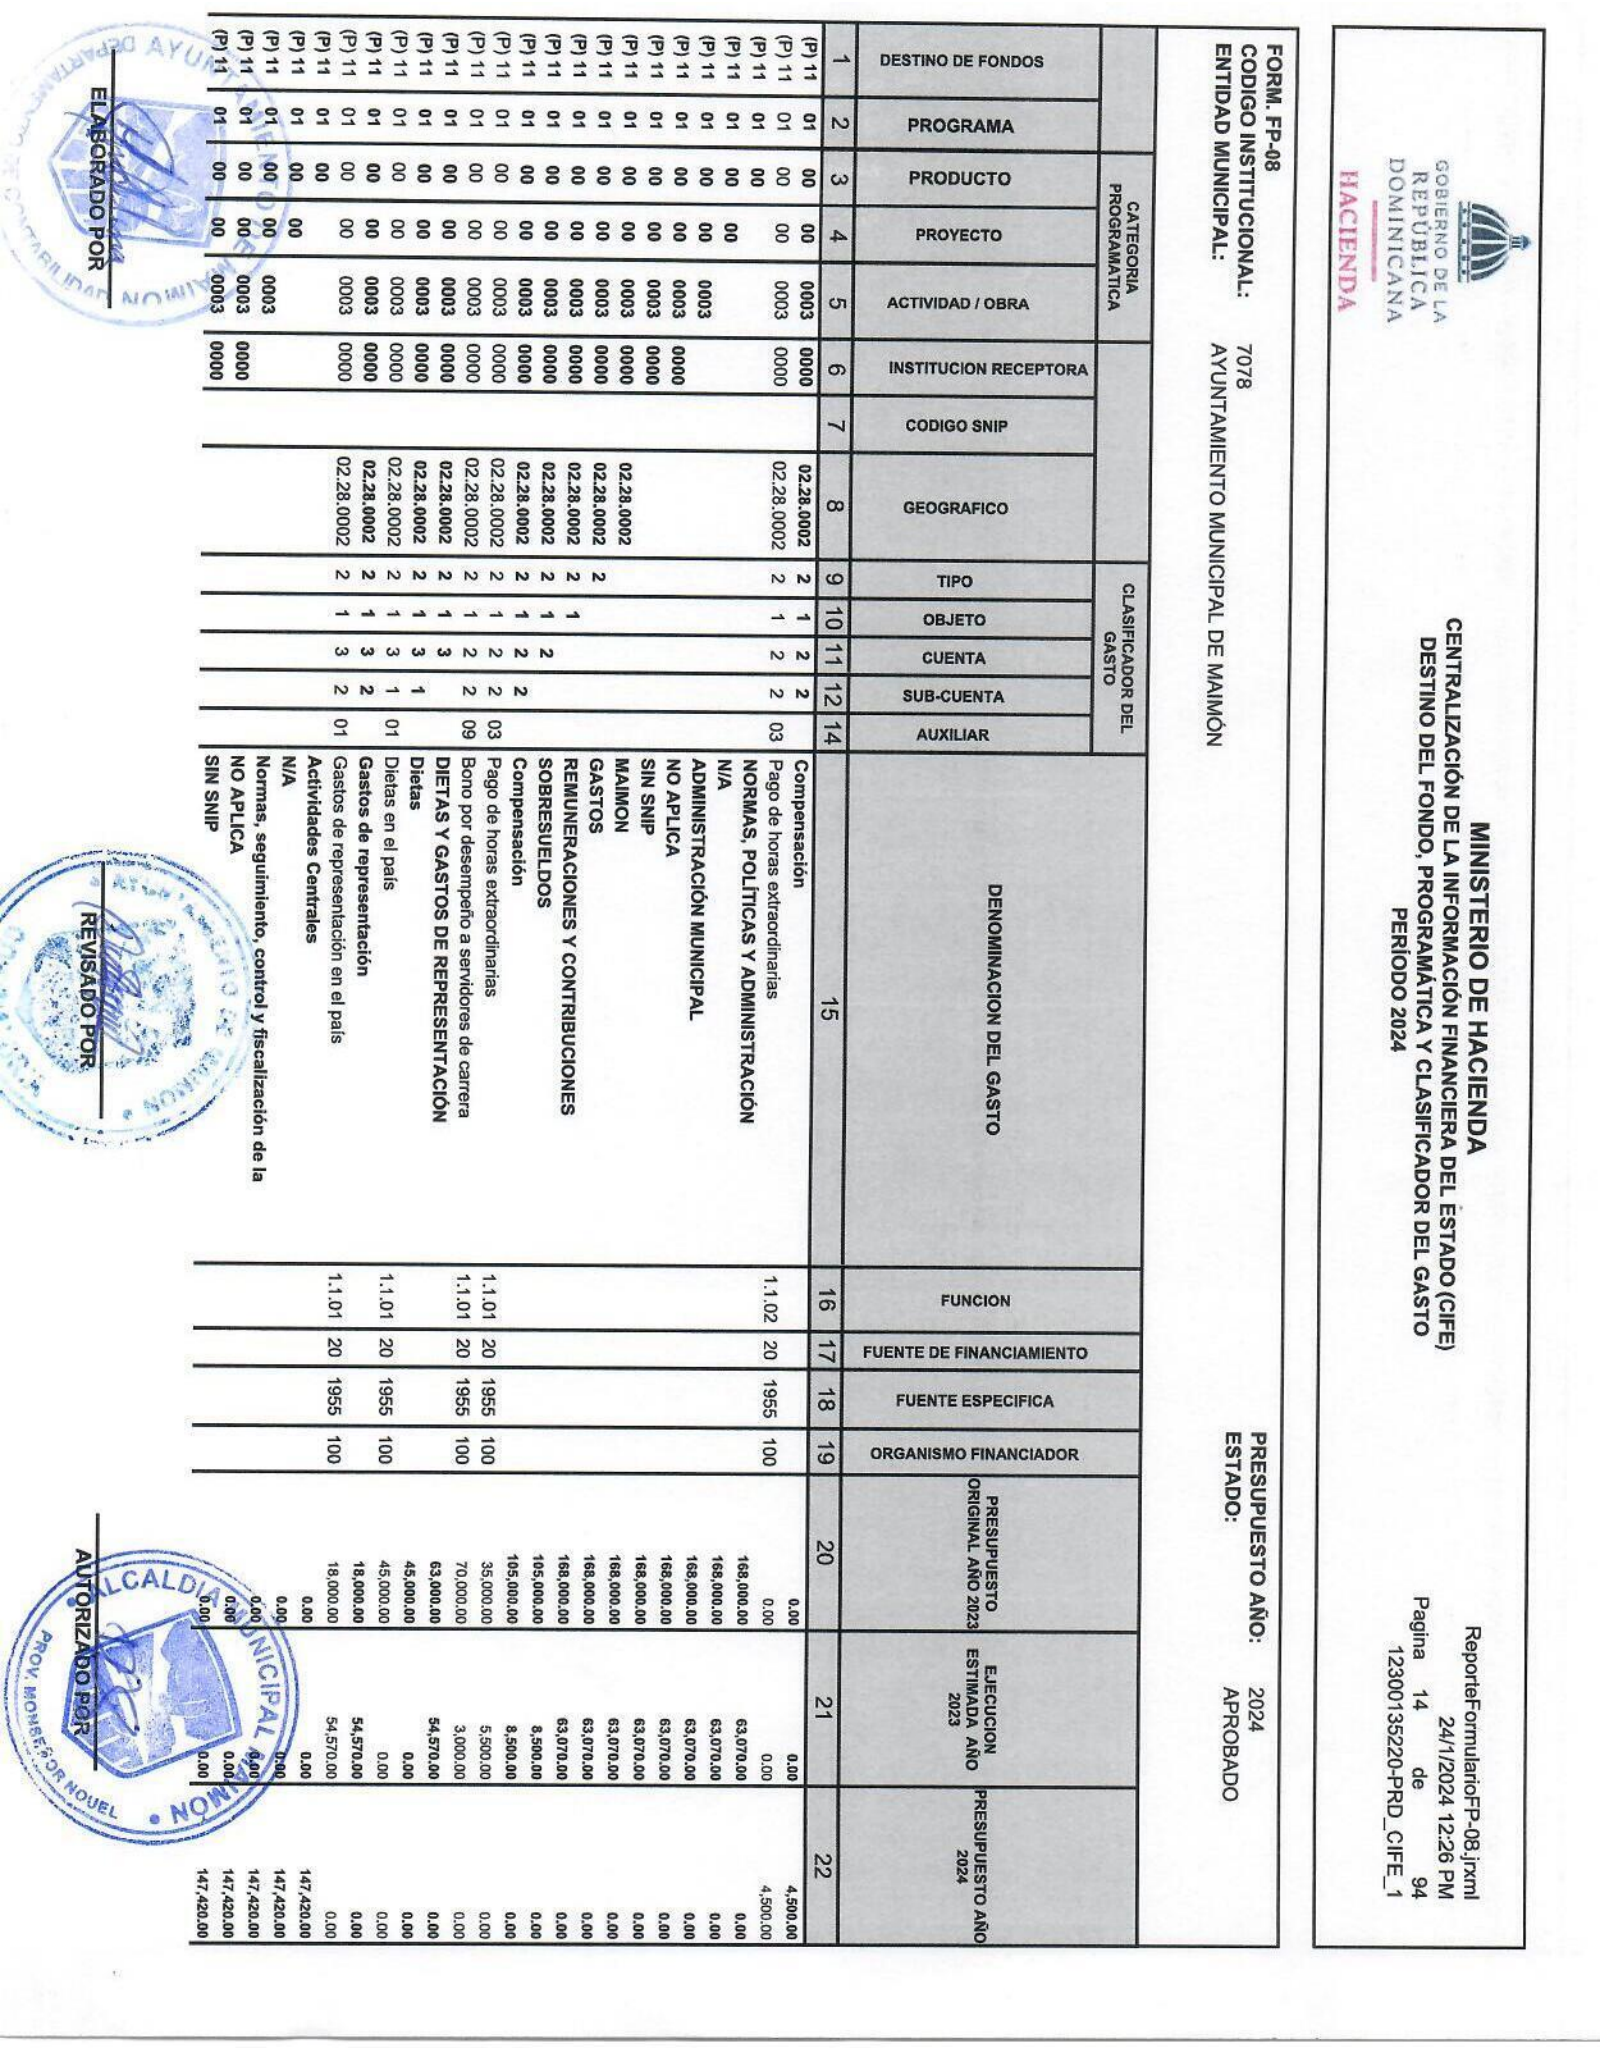 GOBIERNO DE LA
REPÚBLICA
DOMINICANA
HACIENDA
MINISTERIO DE HACIENDA
CENTRALIZACIÓN DE LA INFORMACIÓN FINANCIERA DEL ESTADO (CIFE)
DESTINO DEL FONDO, PROGRAMÁTICA Y CLASIFICADOR DEL GASTO
PERÍODO 2024
ReporteFormularioFP-08.jrxml
24/1/2024 12:26 PM
Pagina 14 de 94
12300135220-PRD_CIFE_1
FORM. FP-08
CODIGO INSTITUCIONAL: 7078
ENTIDAD MUNICIPAL: AYUNTAMIENTO MUNICIPAL DE MAIMÓN
PRESUPUESTO AÑO: 2024
ESTADO: APROBADO
CATEGORIA PROGRAMATICA
CLASIFICADOR DEL GASTO
DESTINO DE FONDOS PROGRAMA PRODUCTO PROYECTO ACTIVIDAD / OBRA INSTITUCION RECEPTORA CODIGO SNIP GEOGRAFICO TIPO OBJETO CUENTA SUB-CUENTA AUXILIAR DENOMINACION DEL GASTO FUNCION FUENTE DE FINANCIAMIENTO FUENTE ESPECIFICA ORGANISMO FINANCIADOR PRESUPUESTO ORIGINAL AÑO 2023 EJECUCION ESTIMADA AÑO 2023 PRESUPUESTO AÑO 2024
1 2 3 4 5 6 7 8 9 10 11 12 14 15 16 17 18 19 20 21 22
(P) 11 01 00 00 0003 0000 02.28.0002 2 1 2 2 Compensación 0.00 0.00 4,500.00
(P) 11 01 00 00 0003 0000 02.28.0002 2 1 2 2 03 Pago de horas extraordinarias 1.1.02 20 1955 100 0.00 0.00 4,500.00
(P) 11 01 00 NORMAS, POLÍTICAS Y ADMINISTRACIÓN 168,000.00 63,070.00 0.00
(P) 11 01 00 00 N/A 168,000.00 63,070.00 0.00
(P) 11 01 00 00 0003 ADMINISTRACIÓN MUNICIPAL 168,000.00 63,070.00 0.00
(P) 11 01 00 00 0003 0000 NO APLICA 168,000.00 63,070.00 0.00
(P) 11 01 00 00 0003 0000 SIN SNIP 168,000.00 63,070.00 0.00
(P) 11 01 00 00 0003 0000 02.28.0002 MAIMON 168,000.00 63,070.00 0.00
(P) 11 01 00 00 0003 0000 02.28.0002 2 GASTOS 168,000.00 63,070.00 0.00
(P) 11 01 00 00 0003 0000 02.28.0002 2 1 REMUNERACIONES Y CONTRIBUCIONES 168,000.00 63,070.00 0.00
(P) 11 01 00 00 0003 0000 02.28.0002 2 1 2 SOBRESUELDOS 105,000.00 8,500.00 0.00
(P) 11 01 00 00 0003 0000 02.28.0002 2 1 2 2 Compensación 105,000.00 8,500.00 0.00
(P) 11 01 00 00 0003 0000 02.28.0002 2 1 2 2 03 Pago de horas extraordinarias 1.1.01 20 1955 100 35,000.00 5,500.00 0.00
(P) 11 01 00 00 0003 0000 02.28.0002 2 1 2 2 09 Bono por desempeño a servidores de carrera 1.1.01 20 1955 100 70,000.00 3,000.00 0.00
(P) 11 01 00 00 0003 0000 02.28.0002 2 1 3 DIETAS Y GASTOS DE REPRESENTACIÓN 63,000.00 54,570.00 0.00
(P) 11 01 00 00 0003 0000 02.28.0002 2 1 3 1 Dietas 45,000.00 0.00 0.00
(P) 11 01 00 00 0003 0000 02.28.0002 2 1 3 1 01 Dietas en el país 1.1.01 20 1955 100 45,000.00 0.00 0.00
(P) 11 01 00 00 0003 0000 02.28.0002 2 1 3 2 Gastos de representación 18,000.00 54,570.00 0.00
(P) 11 01 00 00 0003 0000 02.28.0002 2 1 3 2 01 Gastos de representación en el país 1.1.01 20 1955 100 18,000.00 54,570.00 0.00
(P) 11 01 00 Actividades Centrales 0.00 0.00 147,420.00
(P) 11 01 00 00 N/A 0.00 0.00 147,420.00
(P) 11 01 00 00 0003 Normas, seguimiento, control y fiscalización de la 0.00 0.00 147,420.00
(P) 11 01 00 00 0003 0000 NO APLICA 0.00 0.00 147,420.00
(P) 11 01 00 00 0003 0000 SIN SNIP 0.00 0.00 147,420.00
AYUNTAMIENTO DE MAIMON
DEPARTAMENTO DE CONTABILIDAD
ELABORADO POR
REVISADO POR
ALCALDIA MUNICIPAL MAIMÓN
PROV. MONSEÑOR NOUEL
AUTORIZADO POR